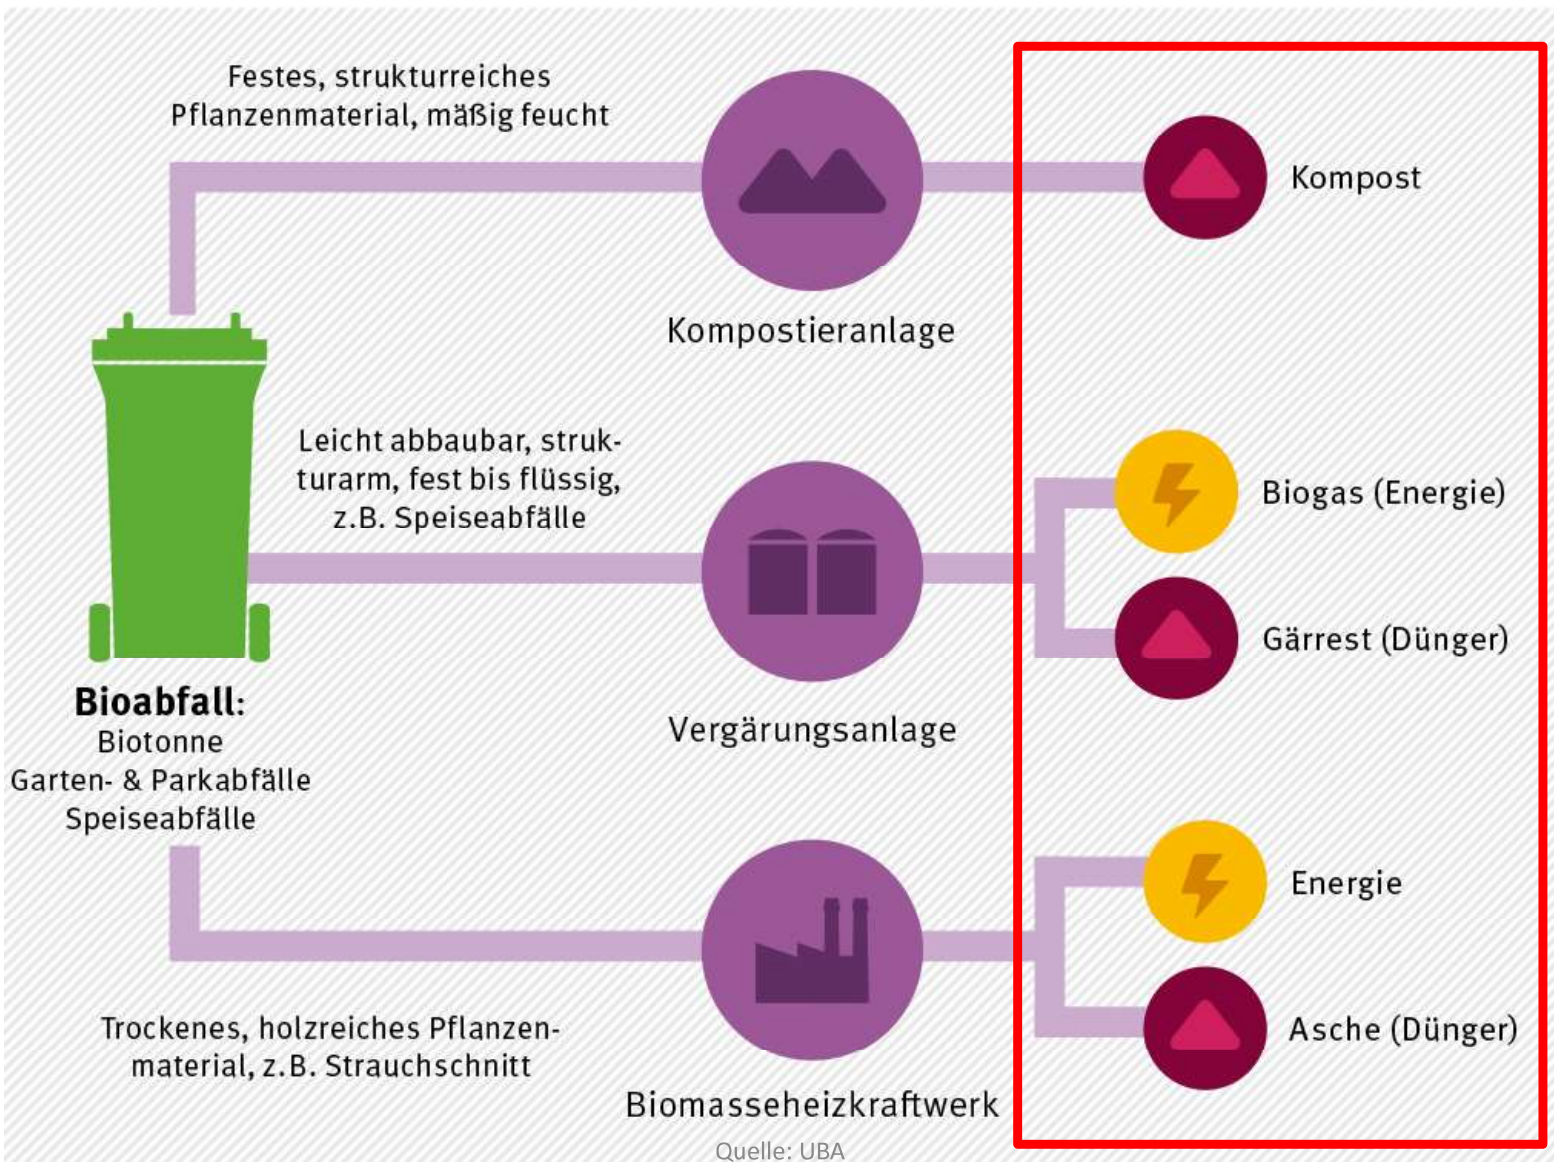 Festes, strukturreiches
Pflanzenmaterial, mäßig feucht
Kompost
Kompostieranlage
Leicht abbaubar, struk-
turarm, fest bis flüssig,
z.B. Speiseabfälle
Biogas (Energie)
Gärrest (Dünger)
Bioabfall:
Biotonne
Garten- & Parkabfälle
Speiseabfälle
Vergärungsanlage
Energie
Trockenes, holzreiches Pflanzen-
material, z.B. Strauchschnitt
Asche (Dünger)
Biomasseheizkraftwerk
Quelle: UBA